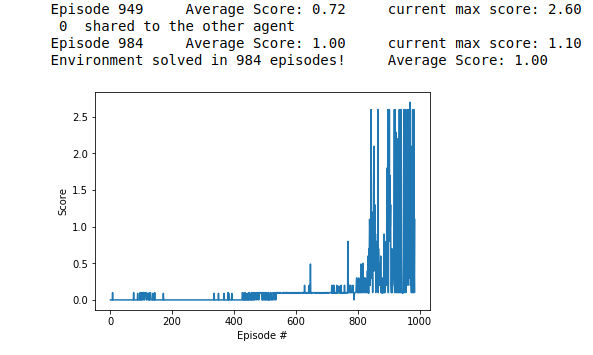 Episode 949     Average Score: 0.72     current max score: 2.60
 0  shared to the other agent
Episode 984     Average Score: 1.00     current max score: 1.10
Environment solved in 984 episodes!     Average Score: 1.00
2.5
2.0
1.5
1.0
0.5
0.0
Score
0 200 400 600 800 1000
Episode #